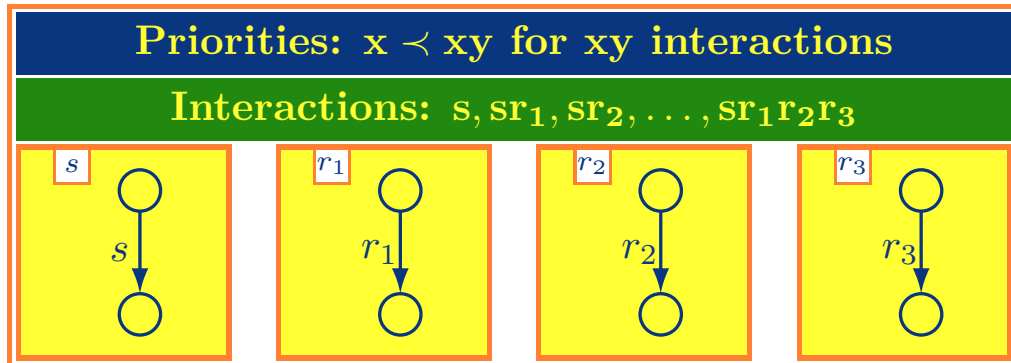 Priorities: x ≺ xy for xy interactions
Interactions: s, sr₁, sr₂, . . . , sr₁r₂r₃
s r₁ r₂ r₃
s r₁ r₂ r₃